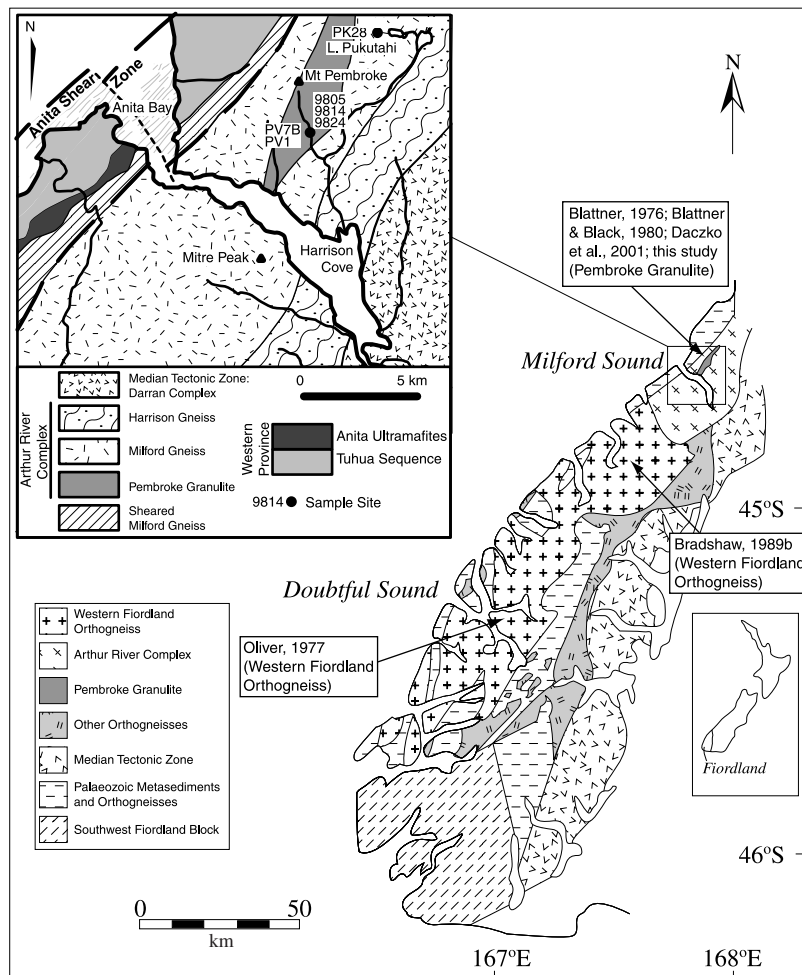 N
PK28
L. Pukutahi
Mt Pembroke
Anita Shear Zone
Anita Bay
9805
9814
9824
PV7B
PV1
Mitre Peak
Harrison
Cove
Median Tectonic Zone:
Darran Complex
Harrison Gneiss
Milford Gneiss
Pembroke Granulite
Sheared
Milford Gneiss
Arthur River
Complex
0 5 km
Western
Province
Anita Ultramafites
Tuhua Sequence
9814 Sample Site
N
Blattner, 1976; Blattner
& Black, 1980; Daczko
et al., 2001; this study
(Pembroke Granulite)
Milford Sound
45ºS
Bradshaw, 1989b
(Western Fiordland
Orthogneiss)
Doubtful Sound
Oliver, 1977
(Western Fiordland
Orthogneiss)
Western Fiordland
Orthogneiss
Arthur River Complex
Pembroke Granulite
Other Orthogneisses
Median Tectonic Zone
Palaeozoic Metasediments
and Orthogneisses
Southwest Fiordland Block
Fiordland
46ºS
0 50
km
167ºE 168ºE